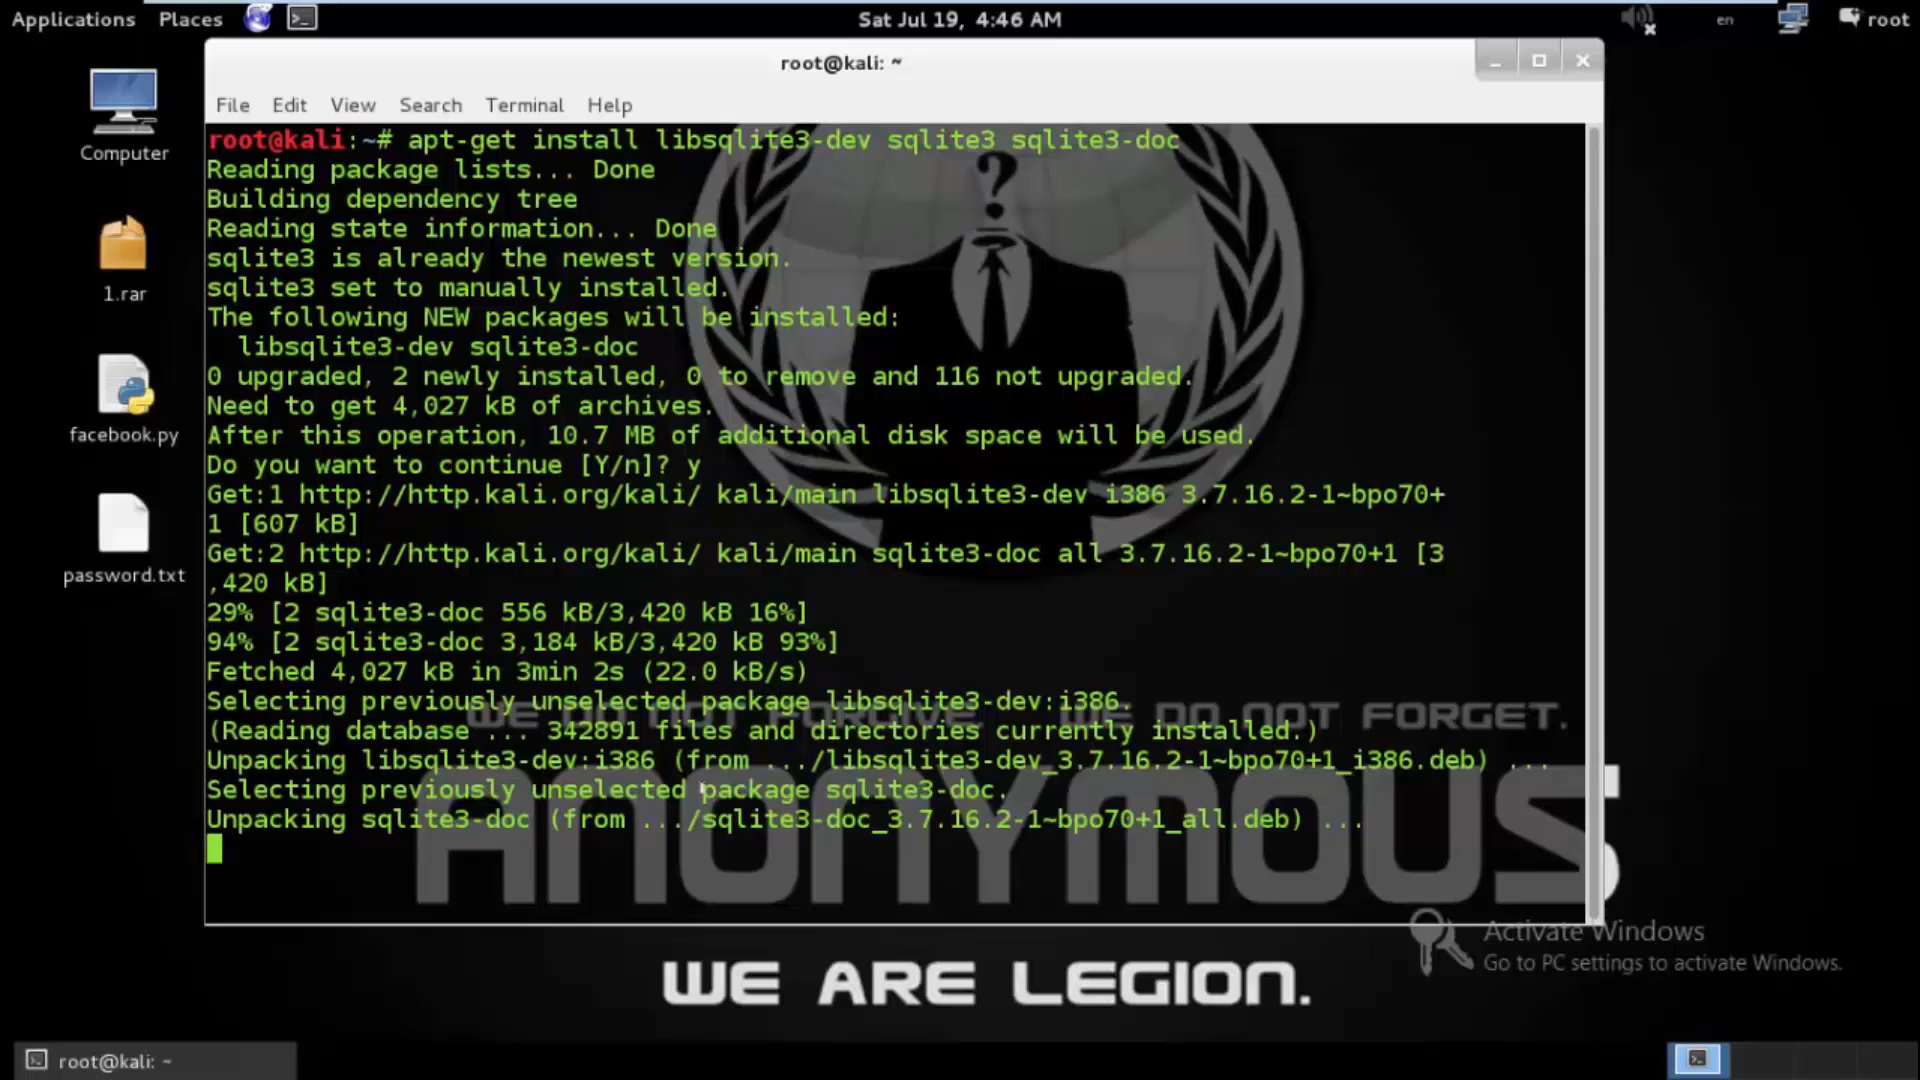 Applications Places Sat Jul 19, 4:46 AM en root
root@kali: ~
File Edit View Search Terminal Help
Computer
1.rar
facebook.py
password.txt
root@kali:~# apt-get install libsqlite3-dev sqlite3 sqlite3-doc
Reading package lists... Done
Building dependency tree
Reading state information... Done
sqlite3 is already the newest version.
sqlite3 set to manually installed.
The following NEW packages will be installed:
libsqlite3-dev sqlite3-doc
0 upgraded, 2 newly installed, 0 to remove and 116 not upgraded.
Need to get 4,027 kB of archives.
After this operation, 10.7 MB of additional disk space will be used.
Do you want to continue [Y/n]? y
Get:1 http://http.kali.org/kali/ kali/main libsqlite3-dev i386 3.7.16.2-1~bpo70+
1 [607 kB]
Get:2 http://http.kali.org/kali/ kali/main sqlite3-doc all 3.7.16.2-1~bpo70+1 [3
,420 kB]
29% [2 sqlite3-doc 556 kB/3,420 kB 16%]
94% [2 sqlite3-doc 3,184 kB/3,420 kB 93%]
Fetched 4,027 kB in 3min 2s (22.0 kB/s)
Selecting previously unselected package libsqlite3-dev:i386.
(Reading database ... 342891 files and directories currently installed.)
Unpacking libsqlite3-dev:i386 (from .../libsqlite3-dev_3.7.16.2-1~bpo70+1_i386.deb) ...
Selecting previously unselected package sqlite3-doc.
Unpacking sqlite3-doc (from .../sqlite3-doc_3.7.16.2-1~bpo70+1_all.deb) ...
WE DO NOT FORGIVE. WE DO NOT FORGET.
ANONYMOUS
WE ARE LEGION.
Activate Windows
Go to PC settings to activate Windows.
root@kali: ~